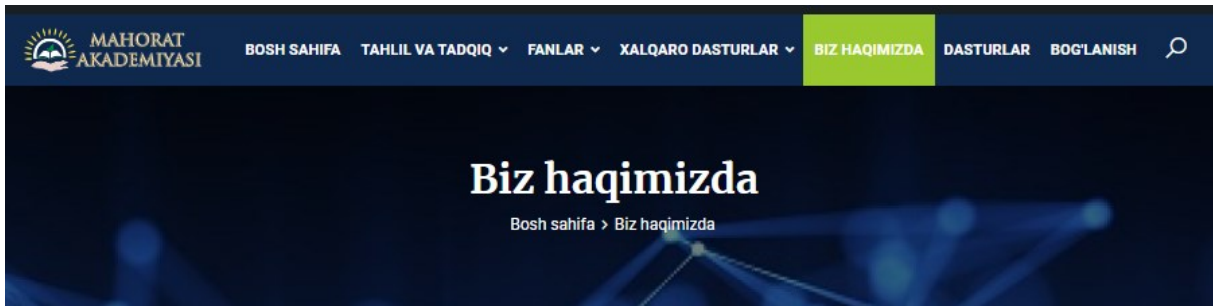 MAHORAT
AKADEMIYASI
BOSH SAHIFA TAHLIL VA TADQIQ FANLAR XALQARO DASTURLAR BIZ HAQIMIZDA DASTURLAR BOG'LANISH
Biz haqimizda
Bosh sahifa > Biz haqimizda